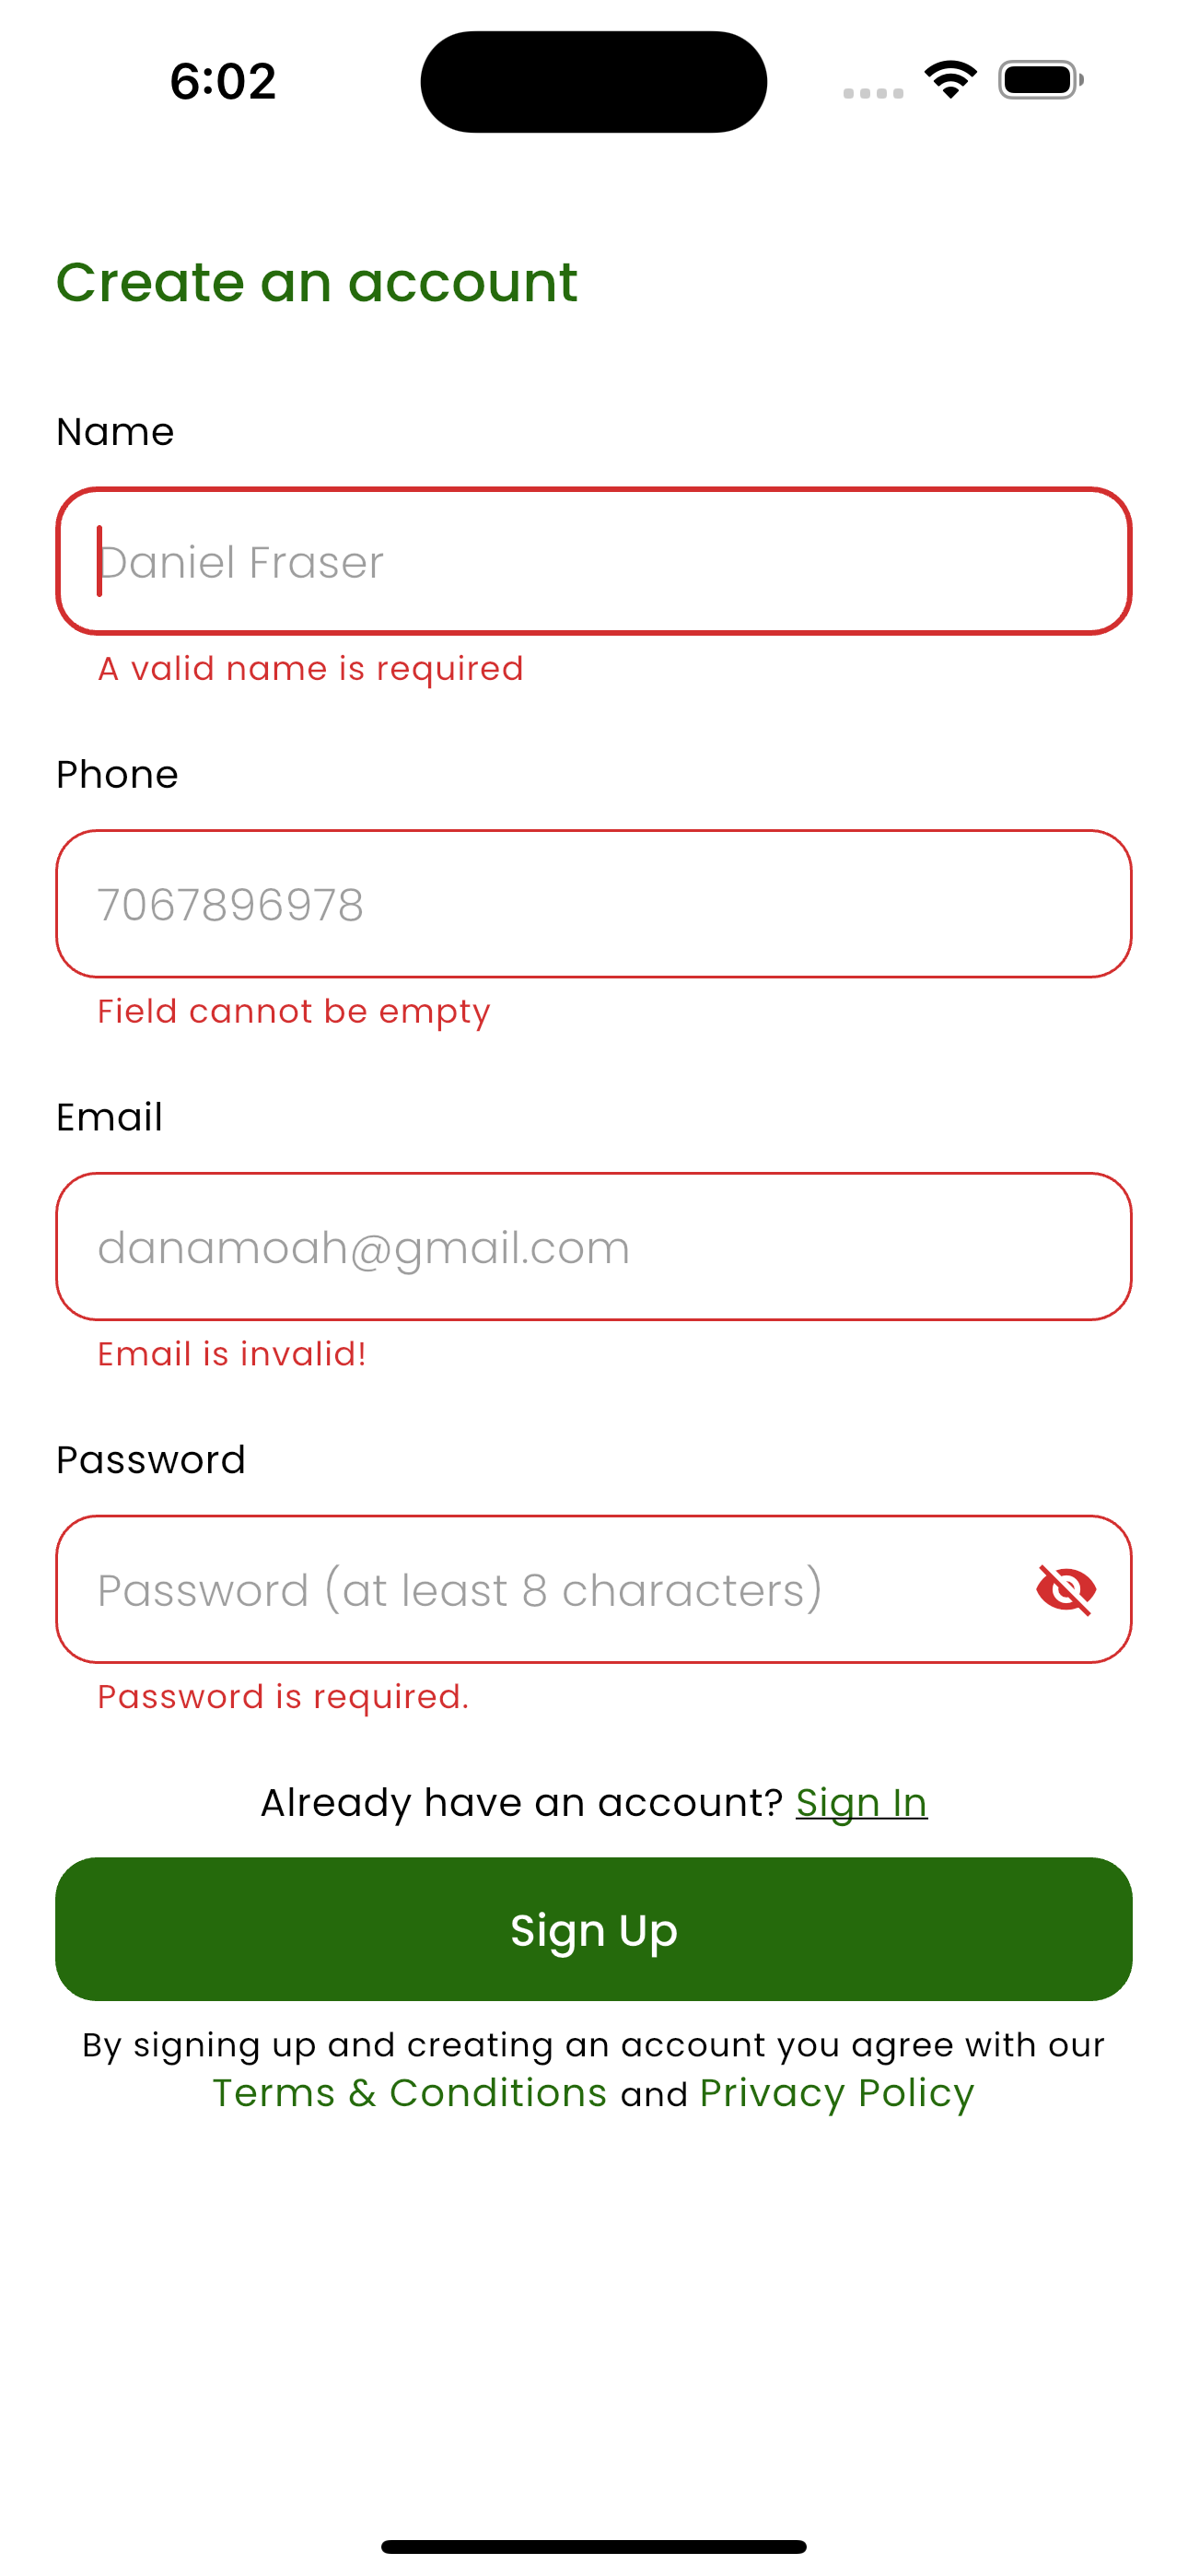 6:02
Create an account
Name
Daniel Fraser
A valid name is required
Phone
7067896978
Field cannot be empty
Email
danamoah@gmail.com
Email is invalid!
Password
Password (at least 8 characters)
Password is required.
Already have an account? Sign In
Sign Up
By signing up and creating an account you agree with our
Terms & Conditions and Privacy Policy